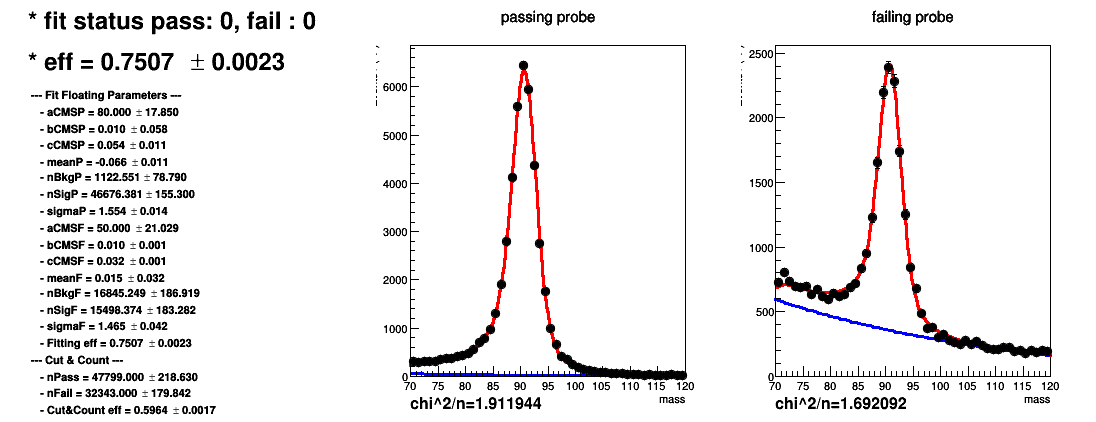 * fit status pass: 0, fail : 0
* eff = 0.7507 ± 0.0023
--- Fit Floating Parameters ---
- aCMSP = 80.000 ± 17.850
- bCMSP = 0.010 ± 0.058
- cCMSP = 0.054 ± 0.011
- meanP = -0.066 ± 0.011
- nBkgP = 1122.551 ± 78.790
- nSigP = 46676.381 ± 155.300
- sigmaP = 1.554 ± 0.014
- aCMSF = 50.000 ± 21.029
- bCMSF = 0.010 ± 0.001
- cCMSF = 0.032 ± 0.001
- meanF = 0.015 ± 0.032
- nBkgF = 16845.249 ± 186.919
- nSigF = 15498.374 ± 183.282
- sigmaF = 1.465 ± 0.042
- Fitting eff = 0.7507 ± 0.0023
--- Cut & Count ---
- nPass = 47799.000 ± 218.630
- nFail = 32343.000 ± 179.842
- Cut&Count eff = 0.5964 ± 0.0017
passing probe
6000
5000
4000
3000
2000
1000
0
70 75 80 85 90 95 100 105 110 115 120
mass
chi^2/n=1.911944
failing probe
2500
2000
1500
1000
500
0
70 75 80 85 90 95 100 105 110 115 120
mass
chi^2/n=1.692092